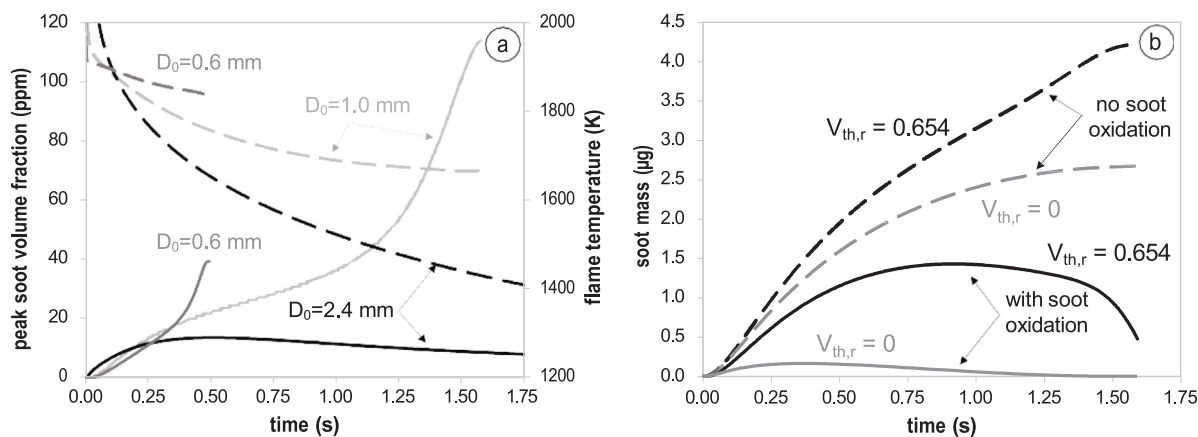 120
100
80
60
40
20
0
peak soot volume fraction (ppm)
0.00 0.25 0.50 0.75 1.00 1.25 1.50 1.75
time (s)
2000
1800
1600
1400
1200
flame temperature (K)
a
D₀=0.6 mm
D₀=1.0 mm
D₀=0.6 mm
D₀=2.4 mm
4.5
4.0
3.5
3.0
2.5
2.0
1.5
1.0
0.5
0.0
soot mass (µg)
0.00 0.25 0.50 0.75 1.00 1.25 1.50 1.75
time (s)
b
no soot
oxidation
V_th,r = 0.654
V_th,r = 0
V_th,r = 0.654
with soot
oxidation
V_th,r = 0